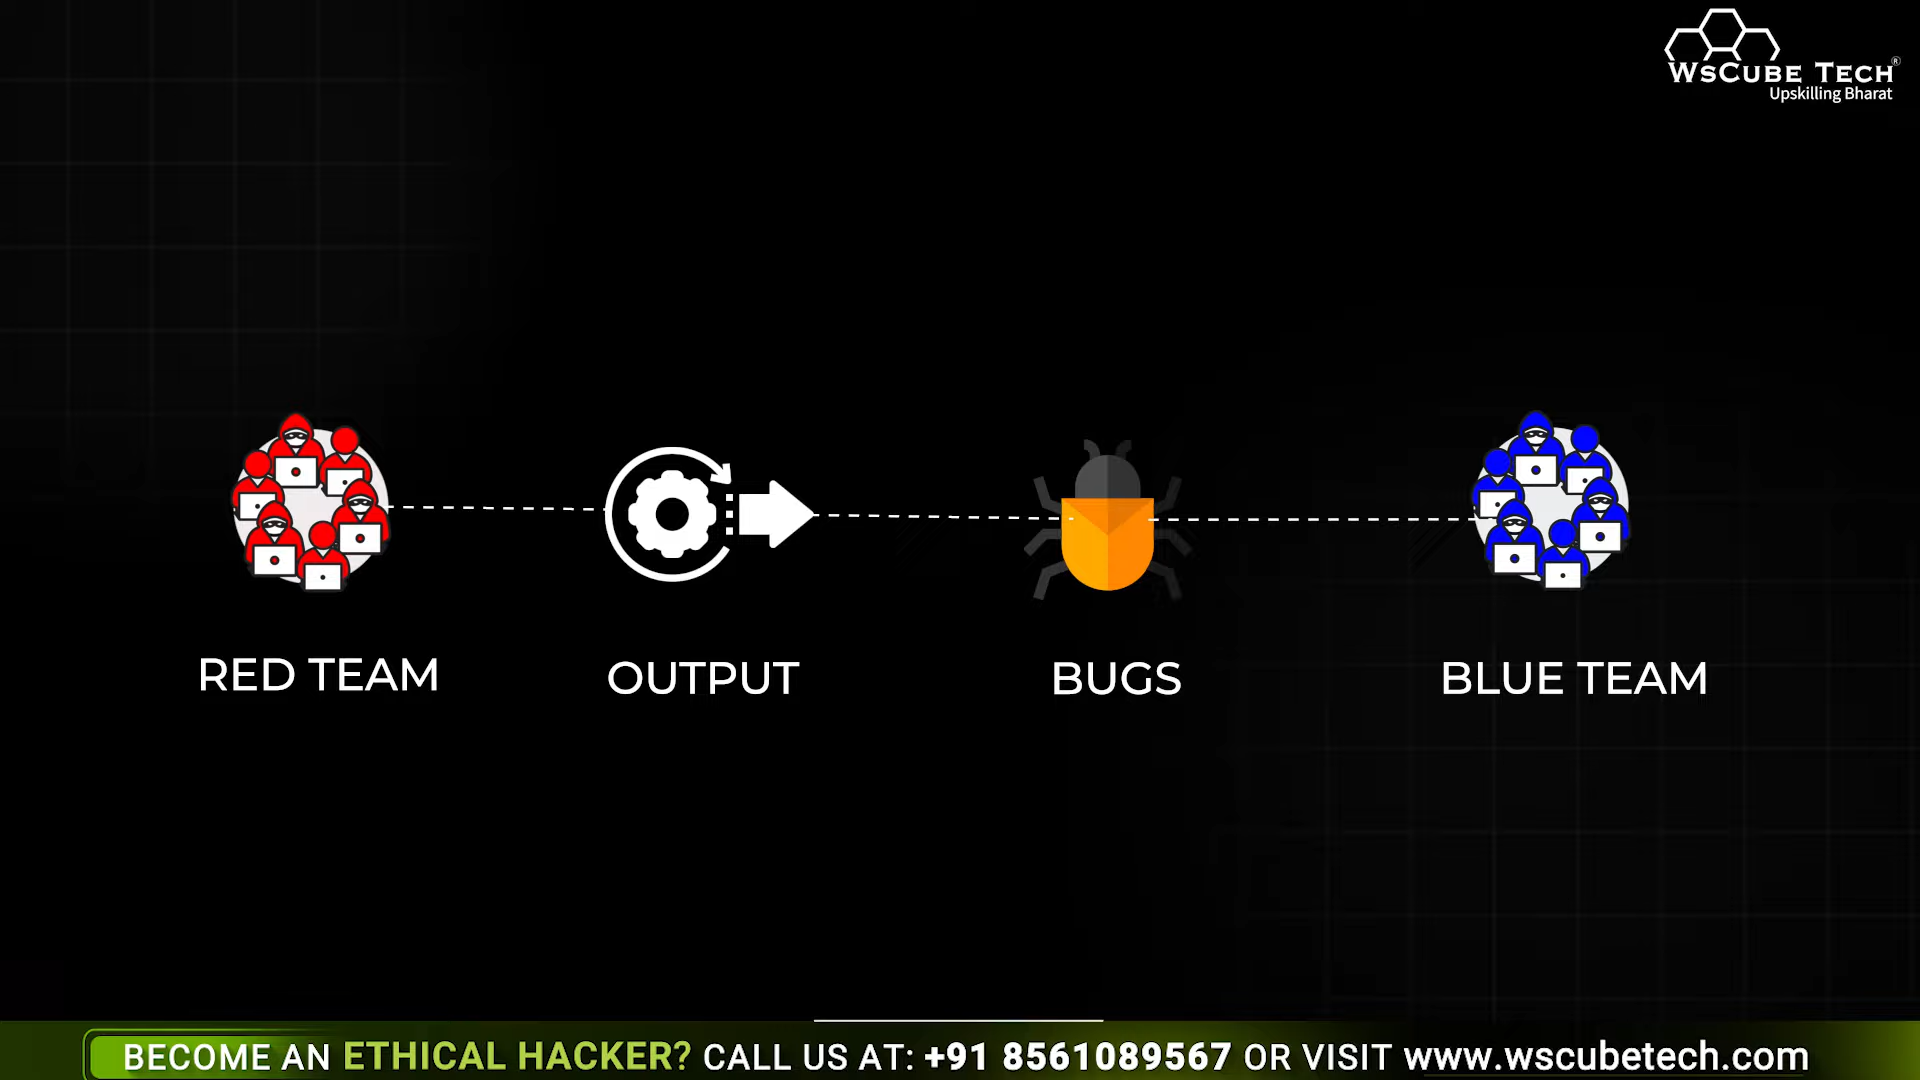 WsCube Tech®
Upskilling Bharat
RED TEAM
OUTPUT
BUGS
BLUE TEAM
BECOME AN ETHICAL HACKER? CALL US AT: +91 8561089567 OR VISIT www.wscubetech.com